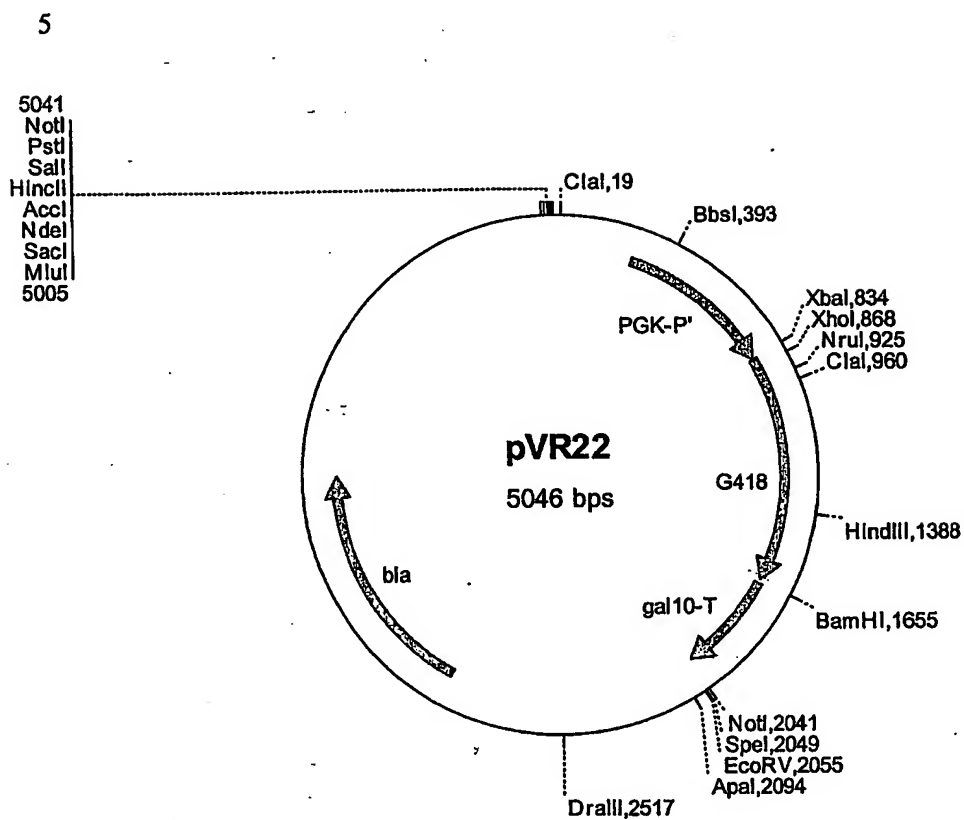 5
5041
NotI
PstI
SalI
HincII
AccI
NdeI
SacI
MluI
5005
ClaI,19
BbsI,393
XbaI,834
XhoI,868
NruI,925
ClaI,960
PGK-P'
pVR22
5046 bps
G418
HindIII,1388
bla
gal10-T
BamHI,1655
NotI,2041
SpeI,2049
EcoRV,2055
ApaI,2094
DraIII,2517